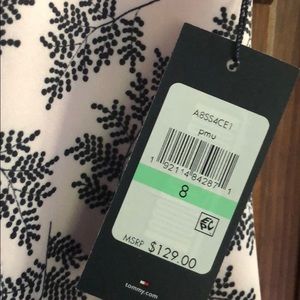 A8SS4CE1
pmu
1 92114 84287 1
8
MSRP $129.00
tommy.com